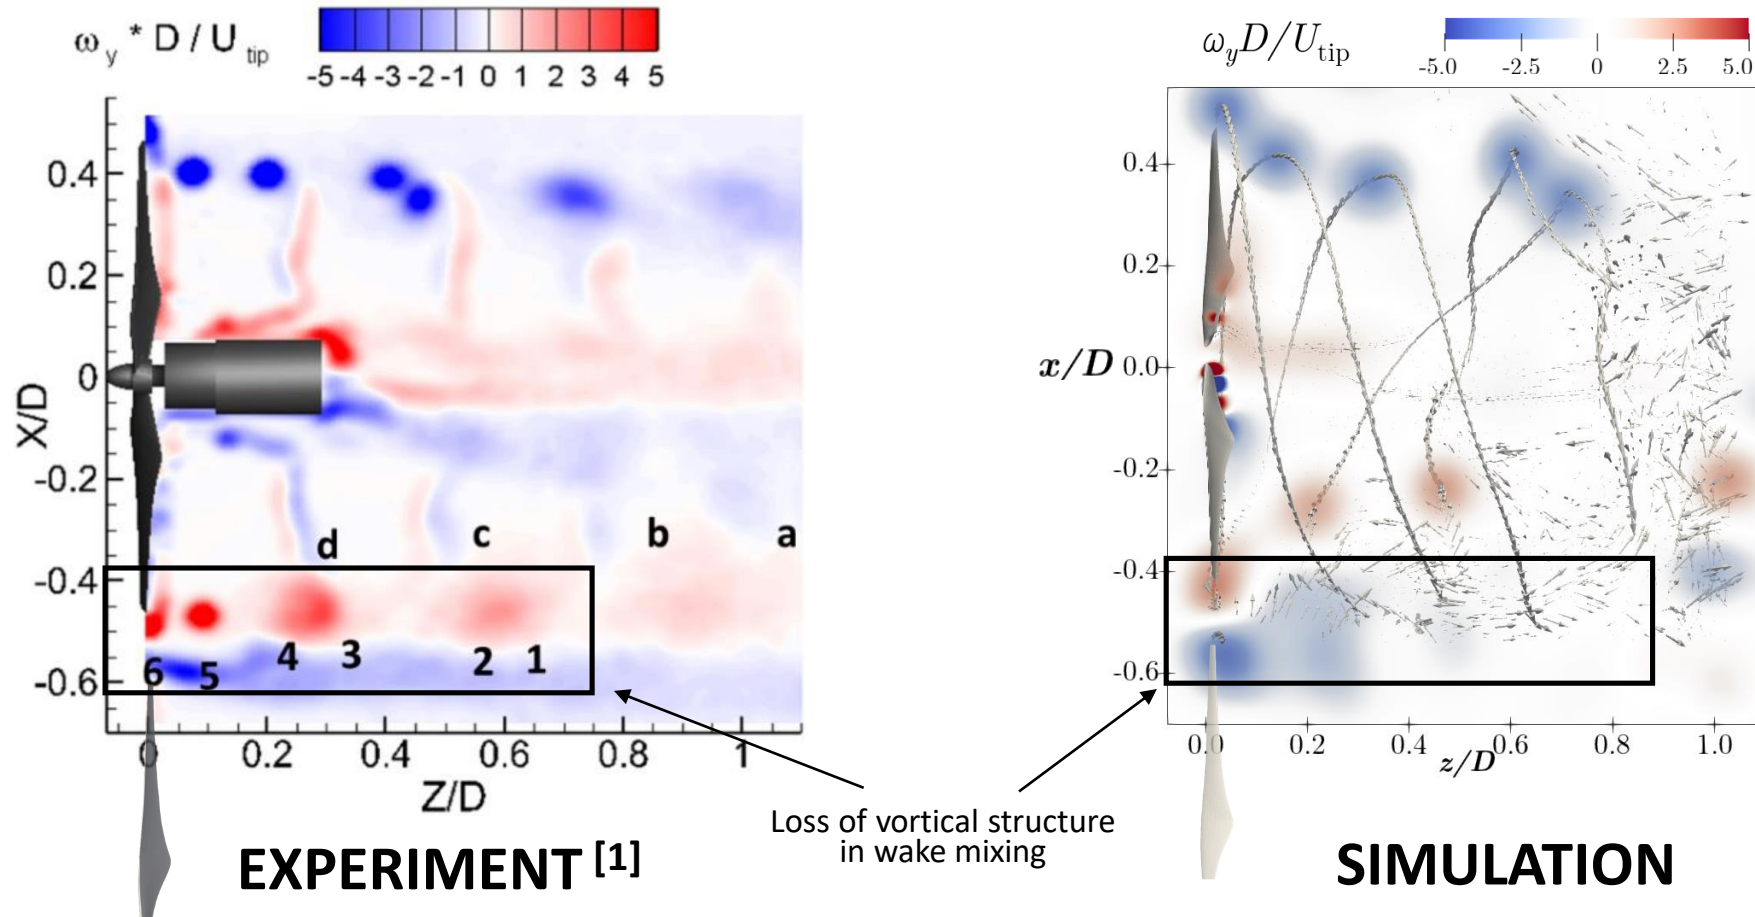 ω_y * D / U_tip
-5 -4 -3 -2 -1 0 1 2 3 4 5
X/D
0.4
0.2
0
-0.2
-0.4
-0.6
d c b a
4 3 2 1
6 5
0 0.2 0.4 0.6 0.8 1
Z/D
EXPERIMENT [1]
Loss of vortical structure
in wake mixing
ω_y D/U_tip
-5.0 -2.5 0 2.5 5.0
x/D
0.4
0.2
0.0
-0.2
-0.4
-0.6
0.0 0.2 0.4 0.6 0.8 1.0
z/D
SIMULATION